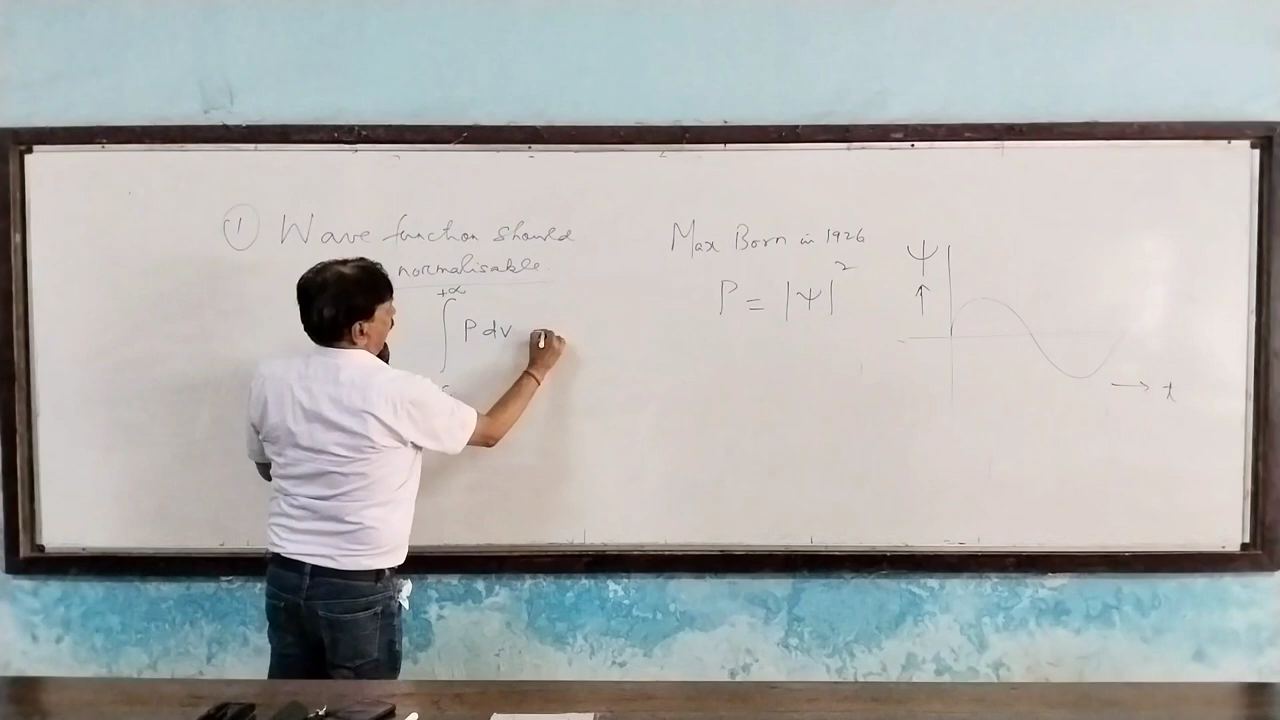 ① Wave function should
normalisable.
+∞
∫ P dv
Max Born in 1926
P = |Ψ|²
Ψ
↑
→ t